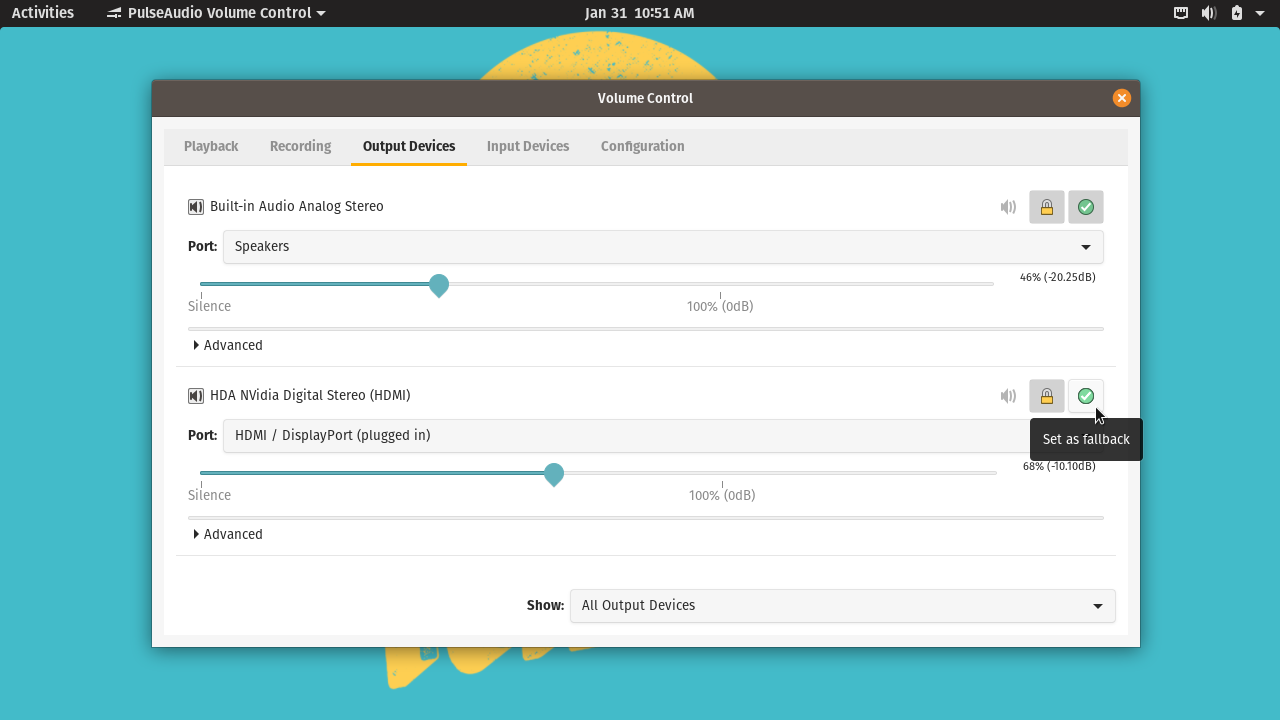 Activities PulseAudio Volume Control Jan 31 10:51 AM
Volume Control
Playback Recording Output Devices Input Devices Configuration
Built-in Audio Analog Stereo
Port: Speakers
46% (-20.25dB)
Silence 100% (0dB)
Advanced
HDA NVidia Digital Stereo (HDMI)
Port: HDMI / DisplayPort (plugged in)
Set as fallback
68% (-10.10dB)
Silence 100% (0dB)
Advanced
Show: All Output Devices